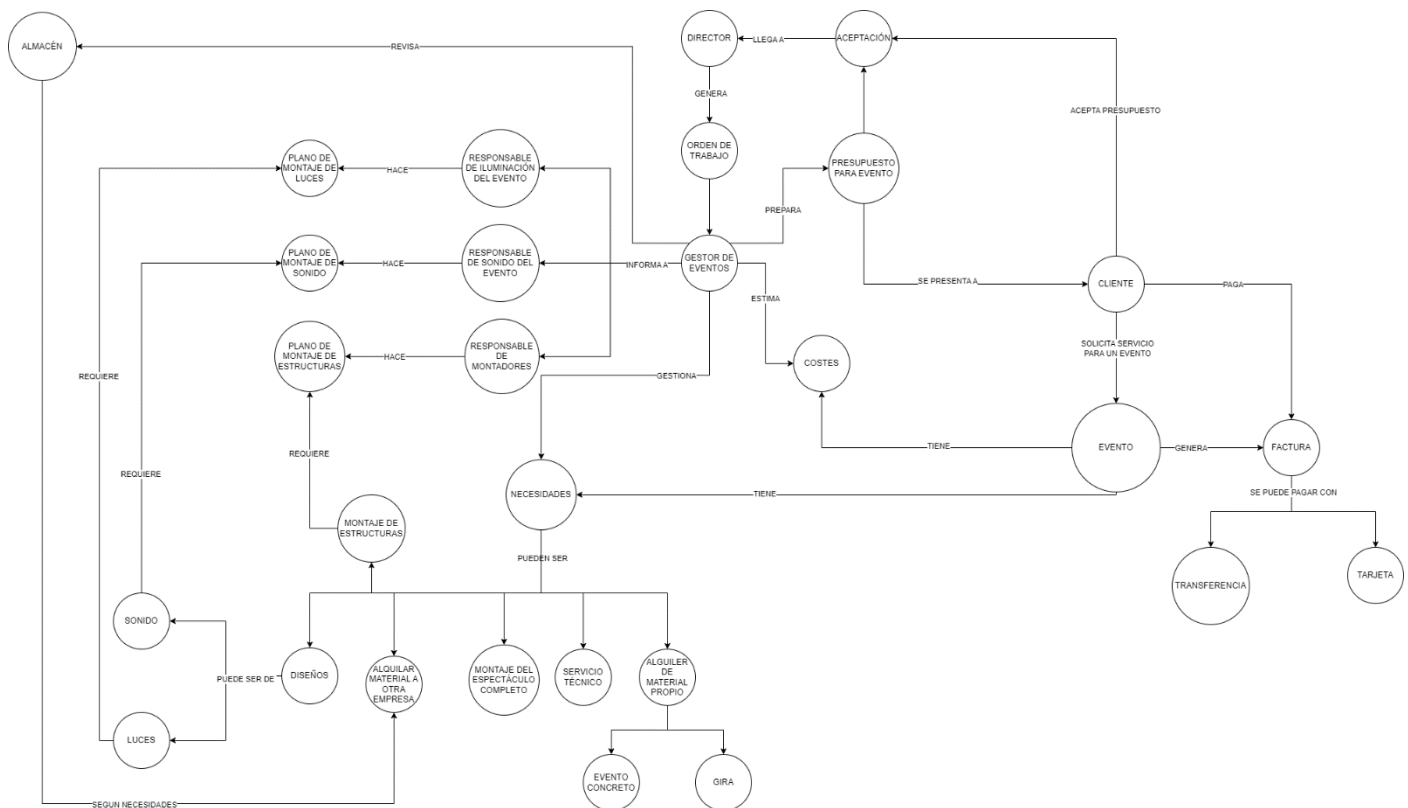 ALMACÉN
REVISA
DIRECTOR
LLEGA A
ACEPTACIÓN
GENERA
ACEPTA PRESUPUESTO
ORDEN DE
TRABAJO
PLANO DE
MONTAJE DE
LUCES
HACE
RESPONSABLE
DE ILUMINACIÓN
DEL EVENTO
PRESUPUESTO
PARA EVENTO
PREPARA
PLANO DE
MONTAJE DE
SONIDO
HACE
RESPONSABLE
DE SONIDO DEL
EVENTO
INFORMA A
GESTOR DE
EVENTOS
SE PRESENTA A
CLIENTE
PAGA
ESTIMA
SOLICITA SERVICIO
PARA UN EVENTO
PLANO DE
MONTAJE DE
ESTRUCTURAS
HACE
RESPONSABLE
DE
MONTADORES
COSTES
REQUIERE
GESTIONA
TIENE
EVENTO
GENERA
FACTURA
REQUIERE
REQUIERE
NECESIDADES
TIENE
SE PUEDE PAGAR CON
MONTAJE DE
ESTRUCTURAS
PUEDEN SER
TRANSFERENCIA
TARJETA
SONIDO
PUEDE SER DE
DISEÑOS
ALQUILAR
MATERIAL A
OTRA
EMPRESA
MONTAJE DEL
ESPECTÁCULO
COMPLETO
SERVICIO
TÉCNICO
ALGUILER
DE
MATERIAL
PROPIO
LUCES
EVENTO
CONCRETO
GIRA
SEGUN NECESIDADES